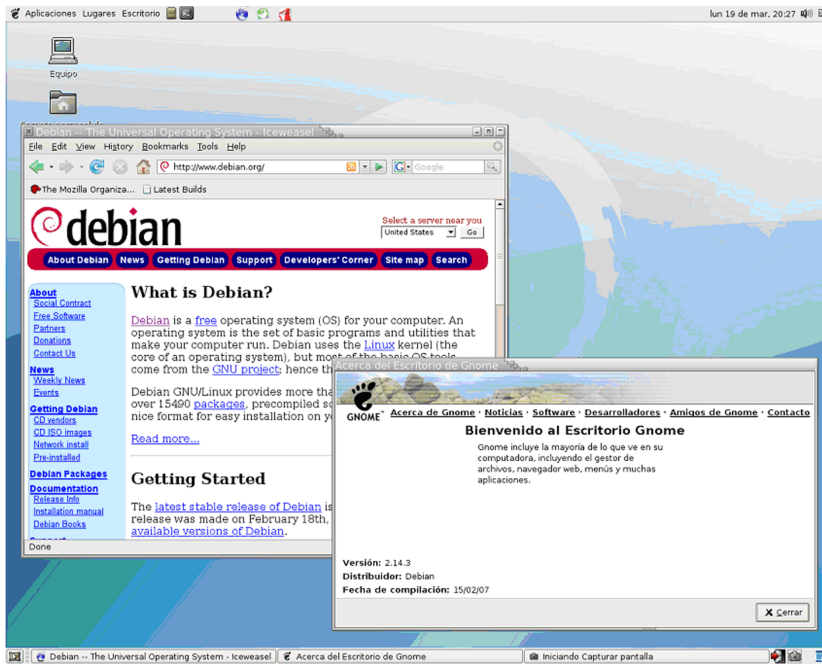 Aplicaciones Lugares Escritorio
lun 19 de mar, 20:27
Equipo
Debian -- The Universal Operating System - Iceweasel
File Edit View History Bookmarks Tools Help
http://www.debian.org/
Google
The Mozilla Organiza... Latest Builds
debian
Select a server near you
United States Go
About Debian News Getting Debian Support Developers' Corner Site map Search
About
Social Contract
Free Software
Partners
Donations
Contact Us
News
Weekly News
Events
Getting Debian
CD vendors
CD ISO images
Network install
Pre-installed
Debian Packages
Documentation
Release Info
Installation manual
Debian Books
What is Debian?
Debian is a free operating system (OS) for your computer. An
operating system is the set of basic programs and utilities that
make your computer run. Debian uses the Linux kernel (the
core of an operating system), but most of the basic OS tools
come from the GNU project; hence th
Debian GNU/Linux provides more tha
over 15490 packages, precompiled so
nice format for easy installation on yo
Read more...
Getting Started
The latest stable release of Debian is
release was made on February 18th,
available versions of Debian.
Done
Acerca del Escritorio de Gnome
GNOME™
Acerca de Gnome · Noticias · Software · Desarrolladores · Amigos de Gnome · Contacto
Bienvenido al Escritorio Gnome
Gnome incluye la mayoría de lo que ve en su
computadora, incluyendo el gestor de
archivos, navegador web, menús y muchas
aplicaciones.
Versión: 2.14.3
Distribuidor: Debian
Fecha de compilación: 15/02/07
Cerrar
Debian -- The Universal Operating System - Iceweasel
Acerca del Escritorio de Gnome
Iniciando Capturar pantalla